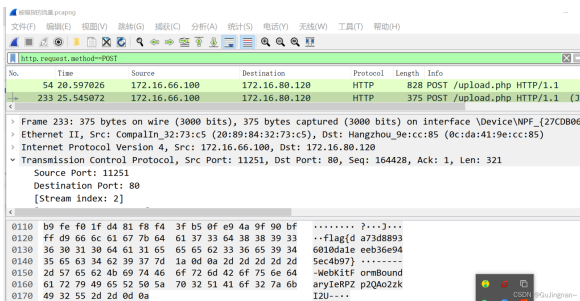 被嗅探的流量.pcapng
文件(F) 编辑(E) 视图(V) 跳转(G) 捕获(C) 分析(A) 统计(S) 电话(Y) 无线(W) 工具(T) 帮助(H)
http.request.method==POST
No. Time Source Destination Protocol Length Info
54 20.597026 172.16.66.100 172.16.80.120 HTTP 828 POST /upload.php HTTP/1.1
233 25.545072 172.16.66.100 172.16.80.120 HTTP 375 POST /upload.php HTTP/1.1 (J
Frame 233: 375 bytes on wire (3000 bits), 375 bytes captured (3000 bits) on interface \Device\NPF_{27CDB06
Ethernet II, Src: CompalIn_32:73:c5 (20:89:84:32:73:c5), Dst: Hangzhou_9e:cc:85 (0c:da:41:9e:cc:85)
Internet Protocol Version 4, Src: 172.16.66.100, Dst: 172.16.80.120
Transmission Control Protocol, Src Port: 11251, Dst Port: 80, Seq: 164428, Ack: 1, Len: 321
Source Port: 11251
Destination Port: 80
[Stream index: 2]
0110 b9 fe f0 1f d4 81 f8 f4 3f b5 0f e9 4a 9f 90 bf ········ ?···J···
0120 ff d9 66 6c 61 67 7b 64 61 37 33 64 38 38 39 33 ··flag{d a73d8893
0130 36 30 31 30 64 61 31 65 65 65 62 33 36 65 39 34 6010da1e eeb36e94
0140 35 65 63 34 62 39 37 7d 1a 0d 0a 2d 2d 2d 2d 2d 5ec4b97} ···-----
0150 2d 57 65 62 4b 69 74 46 6f 72 6d 42 6f 75 6e 64 -WebKitF ormBound
0160 61 72 79 49 65 52 50 5a 70 32 51 41 6f 32 7a 6b aryIeRPZ p2QAo2zk
0170 49 32 55 2d 2d 0d 0a I2U--··
CSDN @GuJingnan~